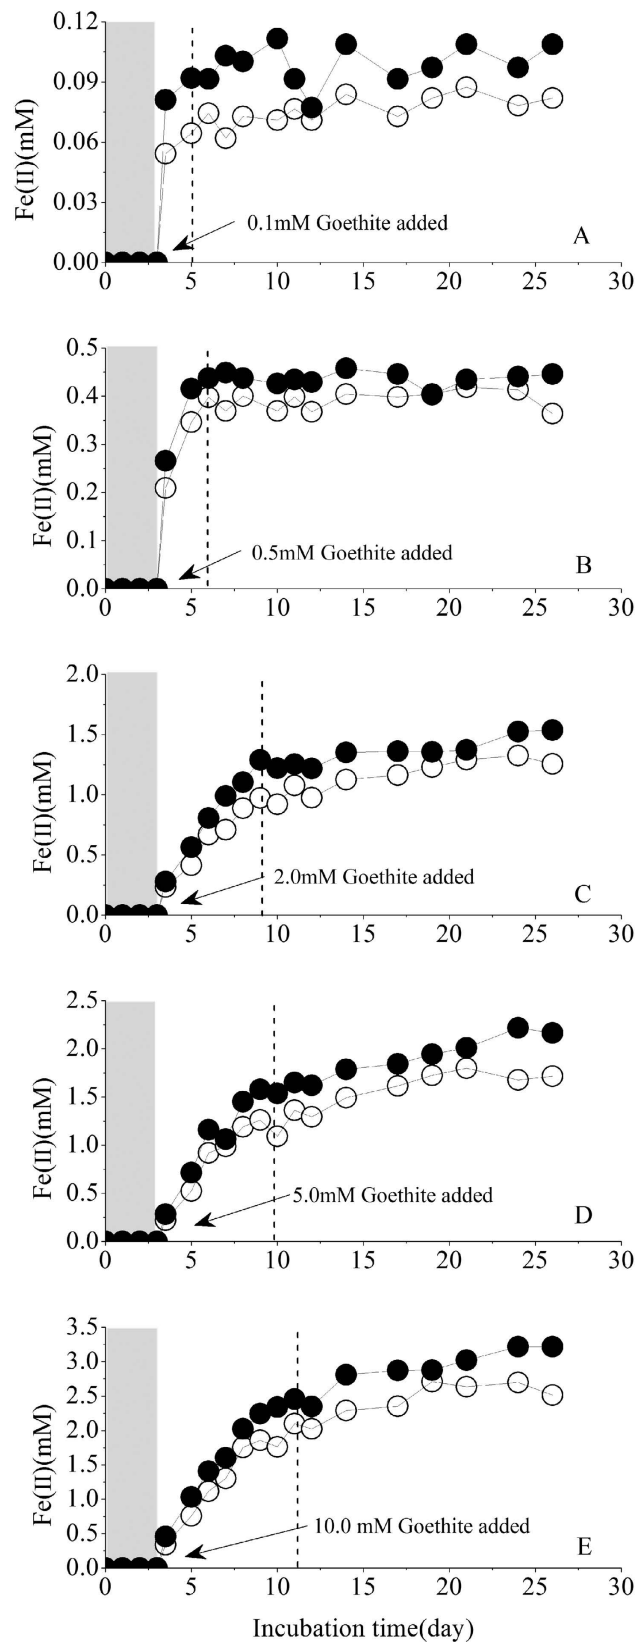 0.12
0.09
0.06
0.03
0.00
Fe(II)(mM)
0.1mM Goethite added
A
0 5 10 15 20 25 30
0.5
0.4
0.3
0.2
0.1
0.0
Fe(II)(mM)
0.5mM Goethite added
B
0 5 10 15 20 25 30
2.0
1.5
1.0
0.5
0.0
Fe(II)(mM)
2.0mM Goethite added
C
0 5 10 15 20 25 30
2.5
2.0
1.5
1.0
0.5
0.0
Fe(II)(mM)
5.0mM Goethite added
D
0 5 10 15 20 25 30
3.5
3.0
2.5
2.0
1.5
1.0
0.5
0.0
Fe(II)(mM)
10.0 mM Goethite added
E
0 5 10 15 20 25 30
Incubation time(day)